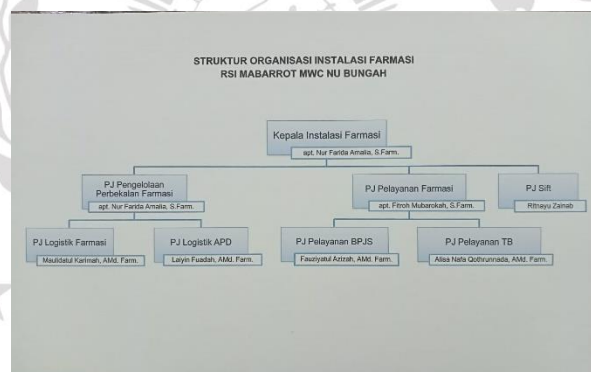 STRUKTUR ORGANISASI INSTALASI FARMASI
RSI MABARROT MWC NU BUNGAH
Kepala Instalasi Farmasi
apt. Nur Farida Amalia, S.Farm.
PJ Pengelolaan
Perbekalan Farmasi
apt. Nur Farida Amalia, S.Farm.
PJ Pelayanan Farmasi
apt. Fitroh Mubarokah, S.Farm.
PJ Sift
Ritnayu Zainab
PJ Logistik Farmasi
Maulidatul Karimah, AMd. Farm.
PJ Logistik APD
Laiyin Fuadah, AMd. Farm.
PJ Pelayanan BPJS
Fauziyatul Azizah, AMd. Farm.
PJ Pelayanan TB
Alisa Nafa Qothrunnada, AMd. Farm.